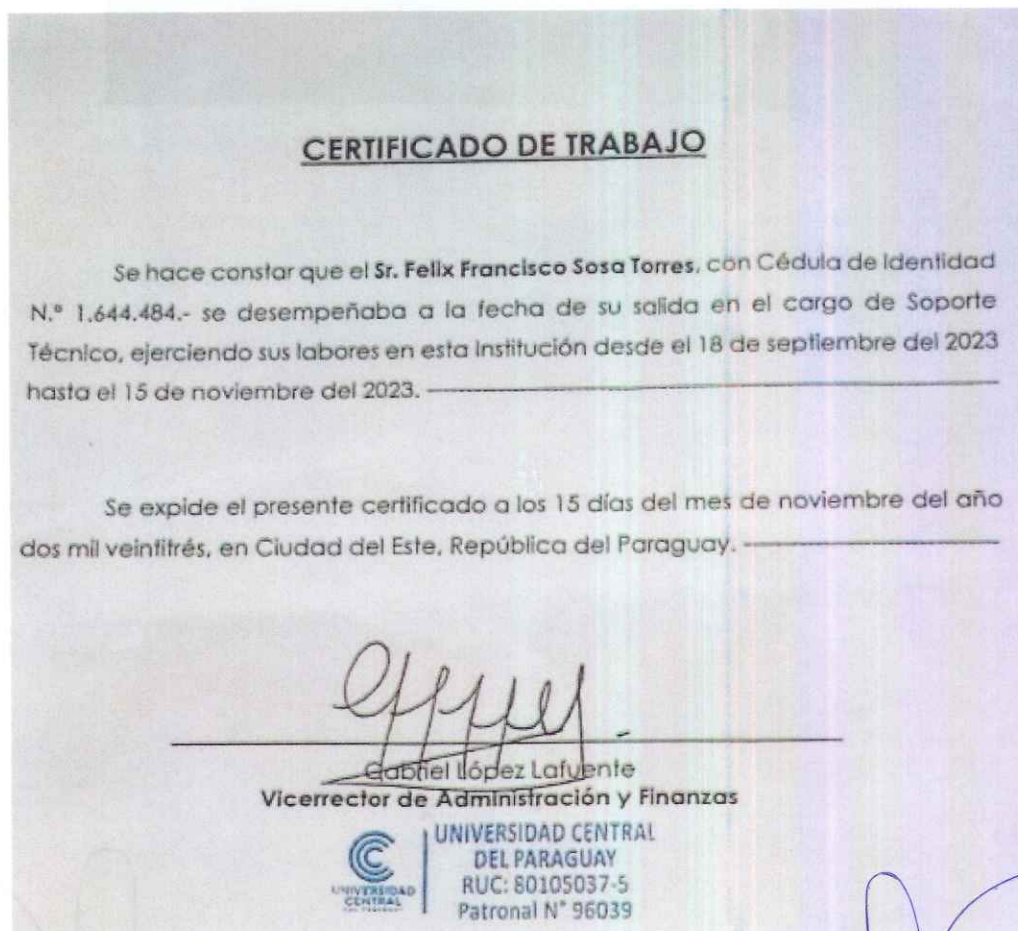 CERTIFICADO DE TRABAJO
Se hace constar que el Sr. Felix Francisco Sosa Torres, con Cédula de Identidad
N.º 1.644.484.- se desempeñaba a la fecha de su salida en el cargo de Soporte
Técnico, ejerciendo sus labores en esta Institución desde el 18 de septiembre del 2023
hasta el 15 de noviembre del 2023.
Se expide el presente certificado a los 15 días del mes de noviembre del año
dos mil veintitrés, en Ciudad del Este, República del Paraguay.
Gabriel López Lafuente
Vicerrector de Administración y Finanzas
UNIVERSIDAD CENTRAL
DEL PARAGUAY
RUC: 80105037-5
Patronal N° 96039
UNIVERSIDAD
CENTRAL